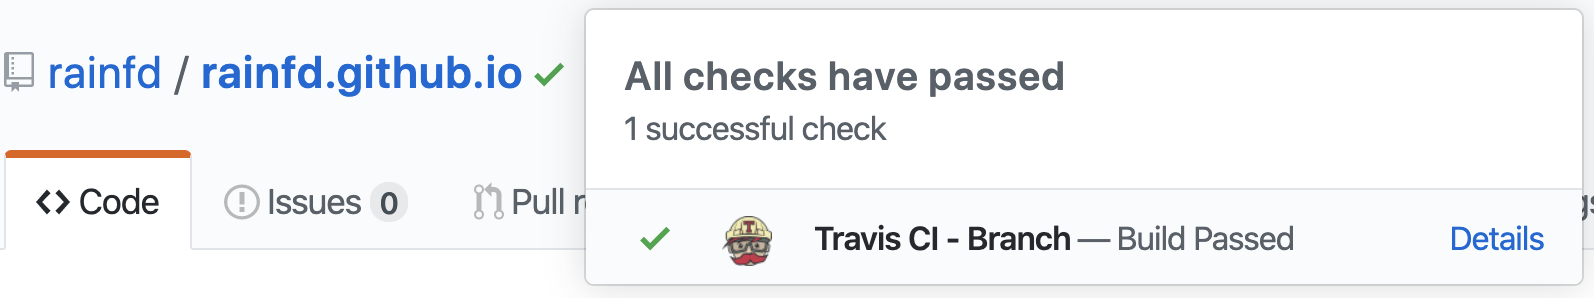 rainfd / rainfd.github.io
All checks have passed
1 successful check
Code
Issues 0
Pull
Travis CI - Branch — Build Passed
Details